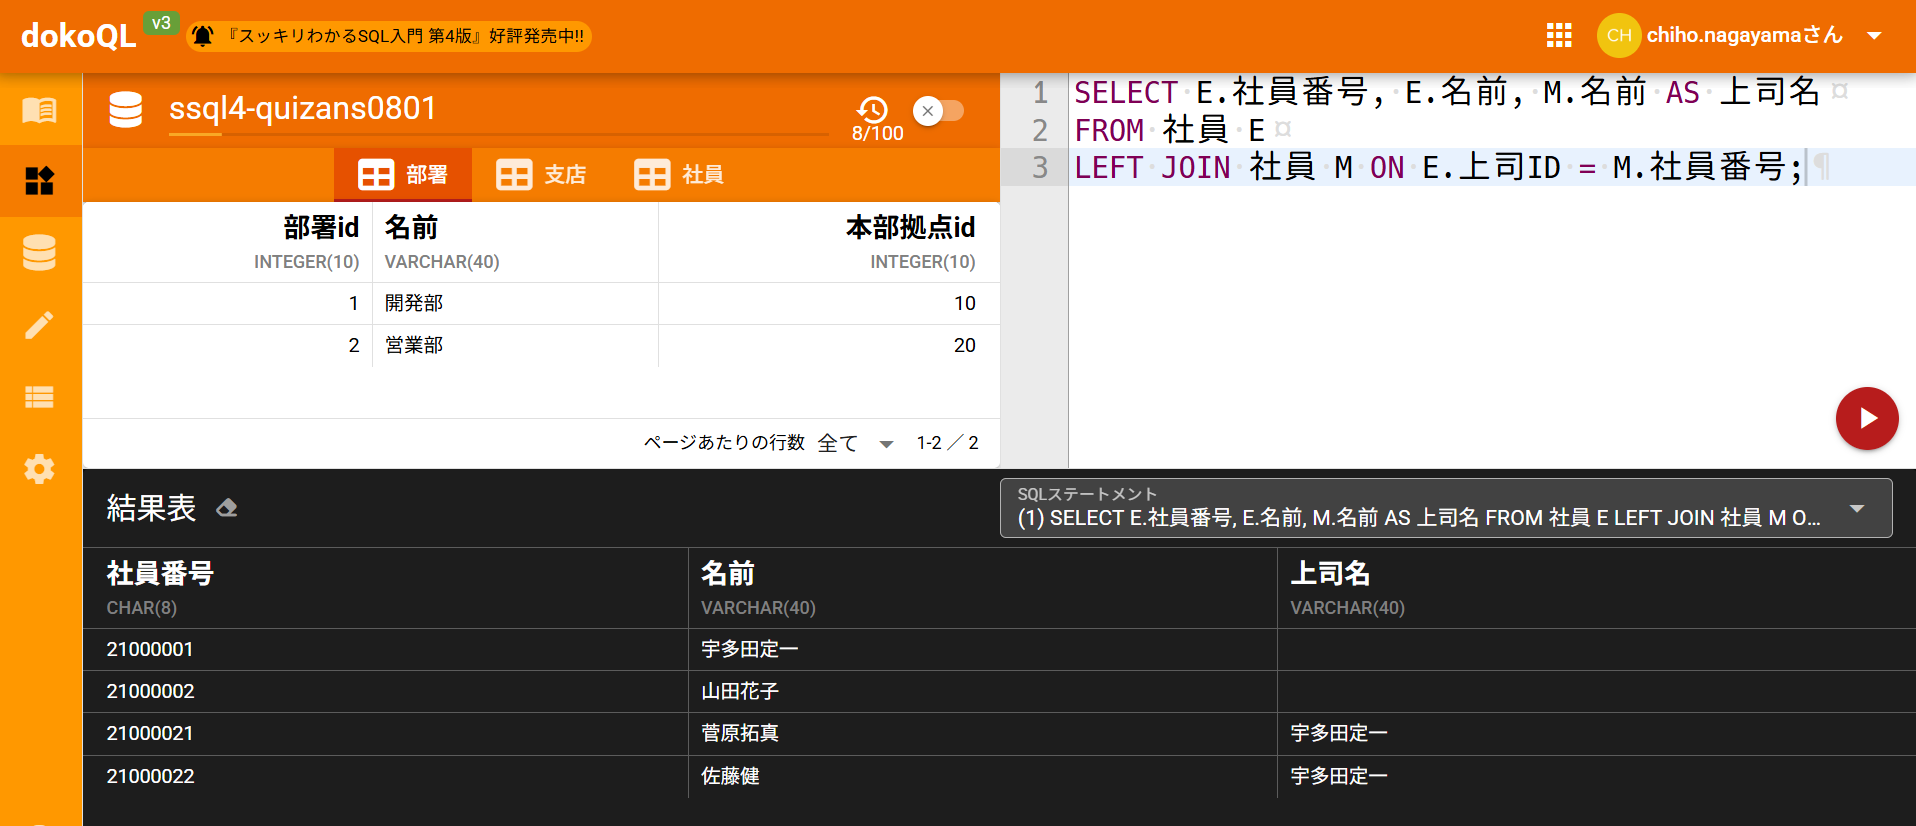 dokoQL v3
『スッキリわかるSQL入門 第4版』好評発売中!!
CH chiho.nagayamaさん
ssql4-quizans0801
8/100
部署 支店 社員
部署id 名前 本部拠点id
INTEGER(10) VARCHAR(40) INTEGER(10)
1 開発部 10
2 営業部 20
ページあたりの行数 全て 1-2 ／ 2
1 SELECT E.社員番号, E.名前, M.名前 AS 上司名
2 FROM 社員 E
3 LEFT JOIN 社員 M ON E.上司ID = M.社員番号;
結果表
SQLステートメント
(1) SELECT E.社員番号, E.名前, M.名前 AS 上司名 FROM 社員 E LEFT JOIN 社員 M O...
社員番号 名前 上司名
CHAR(8) VARCHAR(40) VARCHAR(40)
21000001 宇多田定一
21000002 山田花子
21000021 菅原拓真 宇多田定一
21000022 佐藤健 宇多田定一